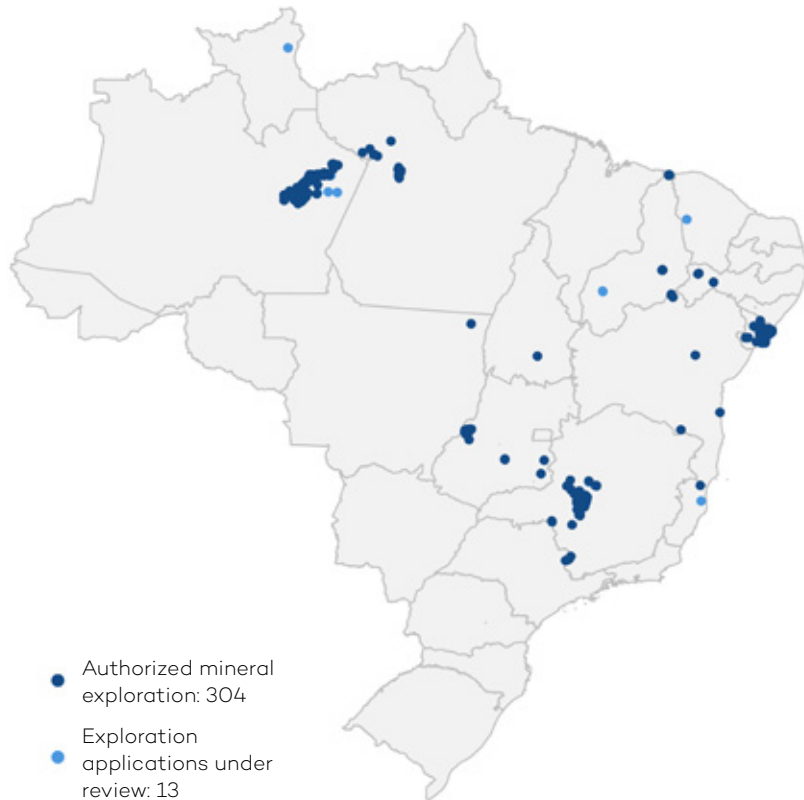 Authorized mineral
exploration: 304
Exploration
applications under
review: 13